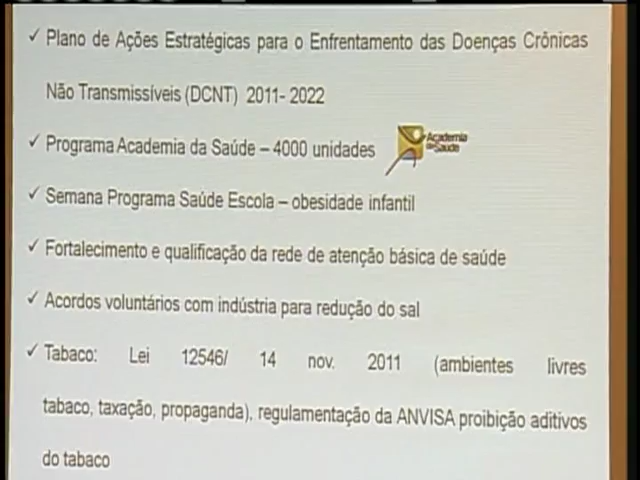 ✓ Plano de Ações Estratégicas para o Enfrentamento das Doenças Crônicas
Não Transmissíveis (DCNT) 2011- 2022
✓ Programa Academia da Saúde – 4000 unidades
Academia
da Saúde
✓ Semana Programa Saúde Escola – obesidade infantil
✓ Fortalecimento e qualificação da rede de atenção básica de saúde
✓ Acordos voluntários com indústria para redução do sal
✓ Tabaco: Lei 12546/ 14 nov. 2011 (ambientes livres
tabaco, taxação, propaganda), regulamentação da ANVISA proibição aditivos
do tabaco